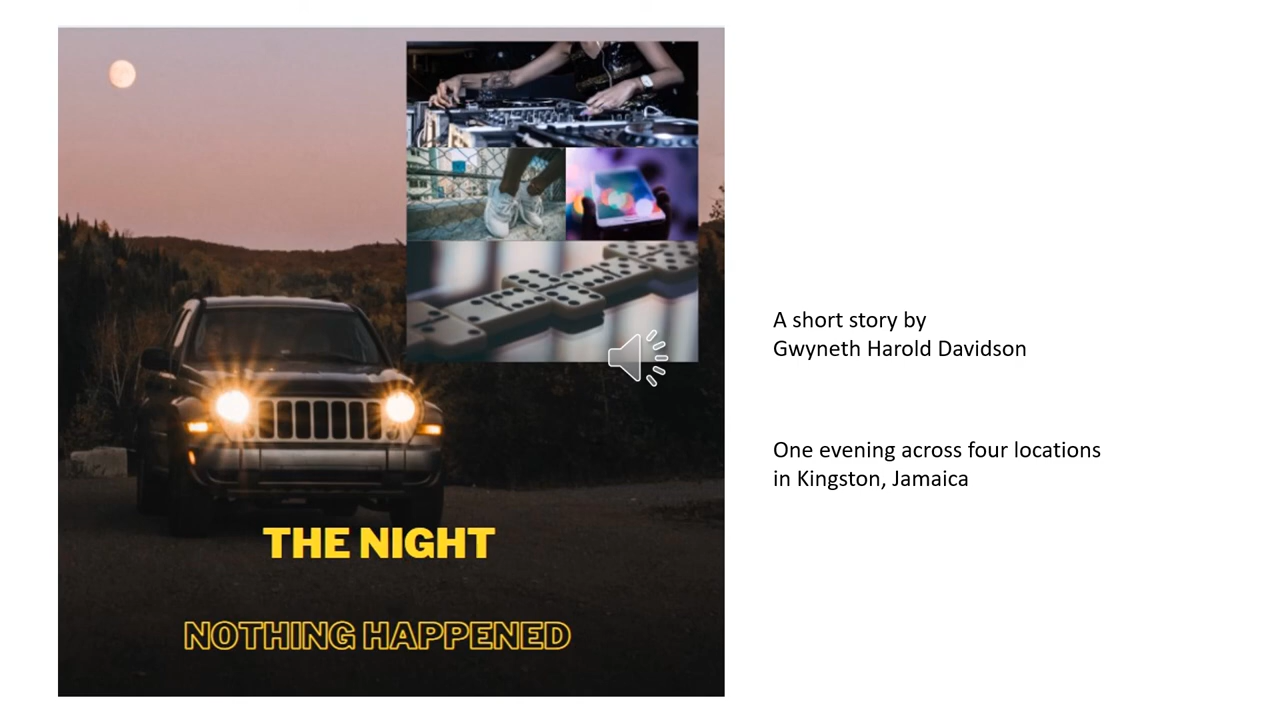 THE NIGHT
NOTHING HAPPENED
A short story by
Gwyneth Harold Davidson
One evening across four locations
in Kingston, Jamaica